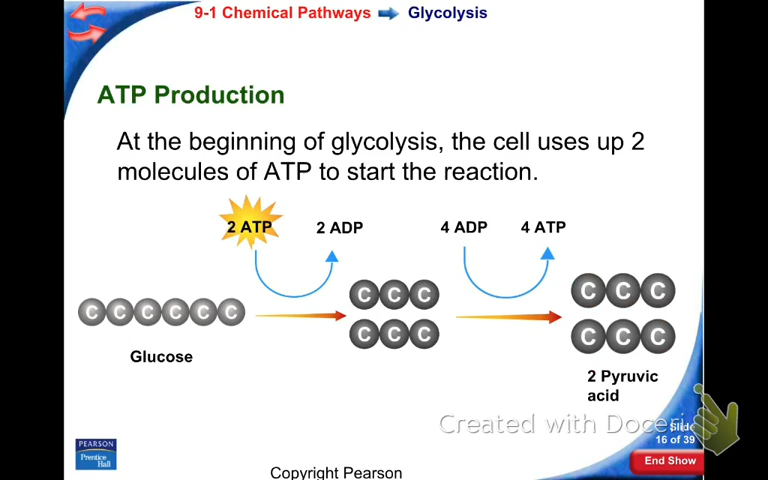 9-1 Chemical Pathways Glycolysis
ATP Production
At the beginning of glycolysis, the cell uses up 2
molecules of ATP to start the reaction.
2 ATP 2 ADP 4 ADP 4 ATP
C C C C C C
C C C
C C C
C C C
C C C
Glucose
2 Pyruvic
acid
Created with Doceri
Slide
16 of 39
PEARSON
Prentice
Hall
End Show
Copyright Pearson